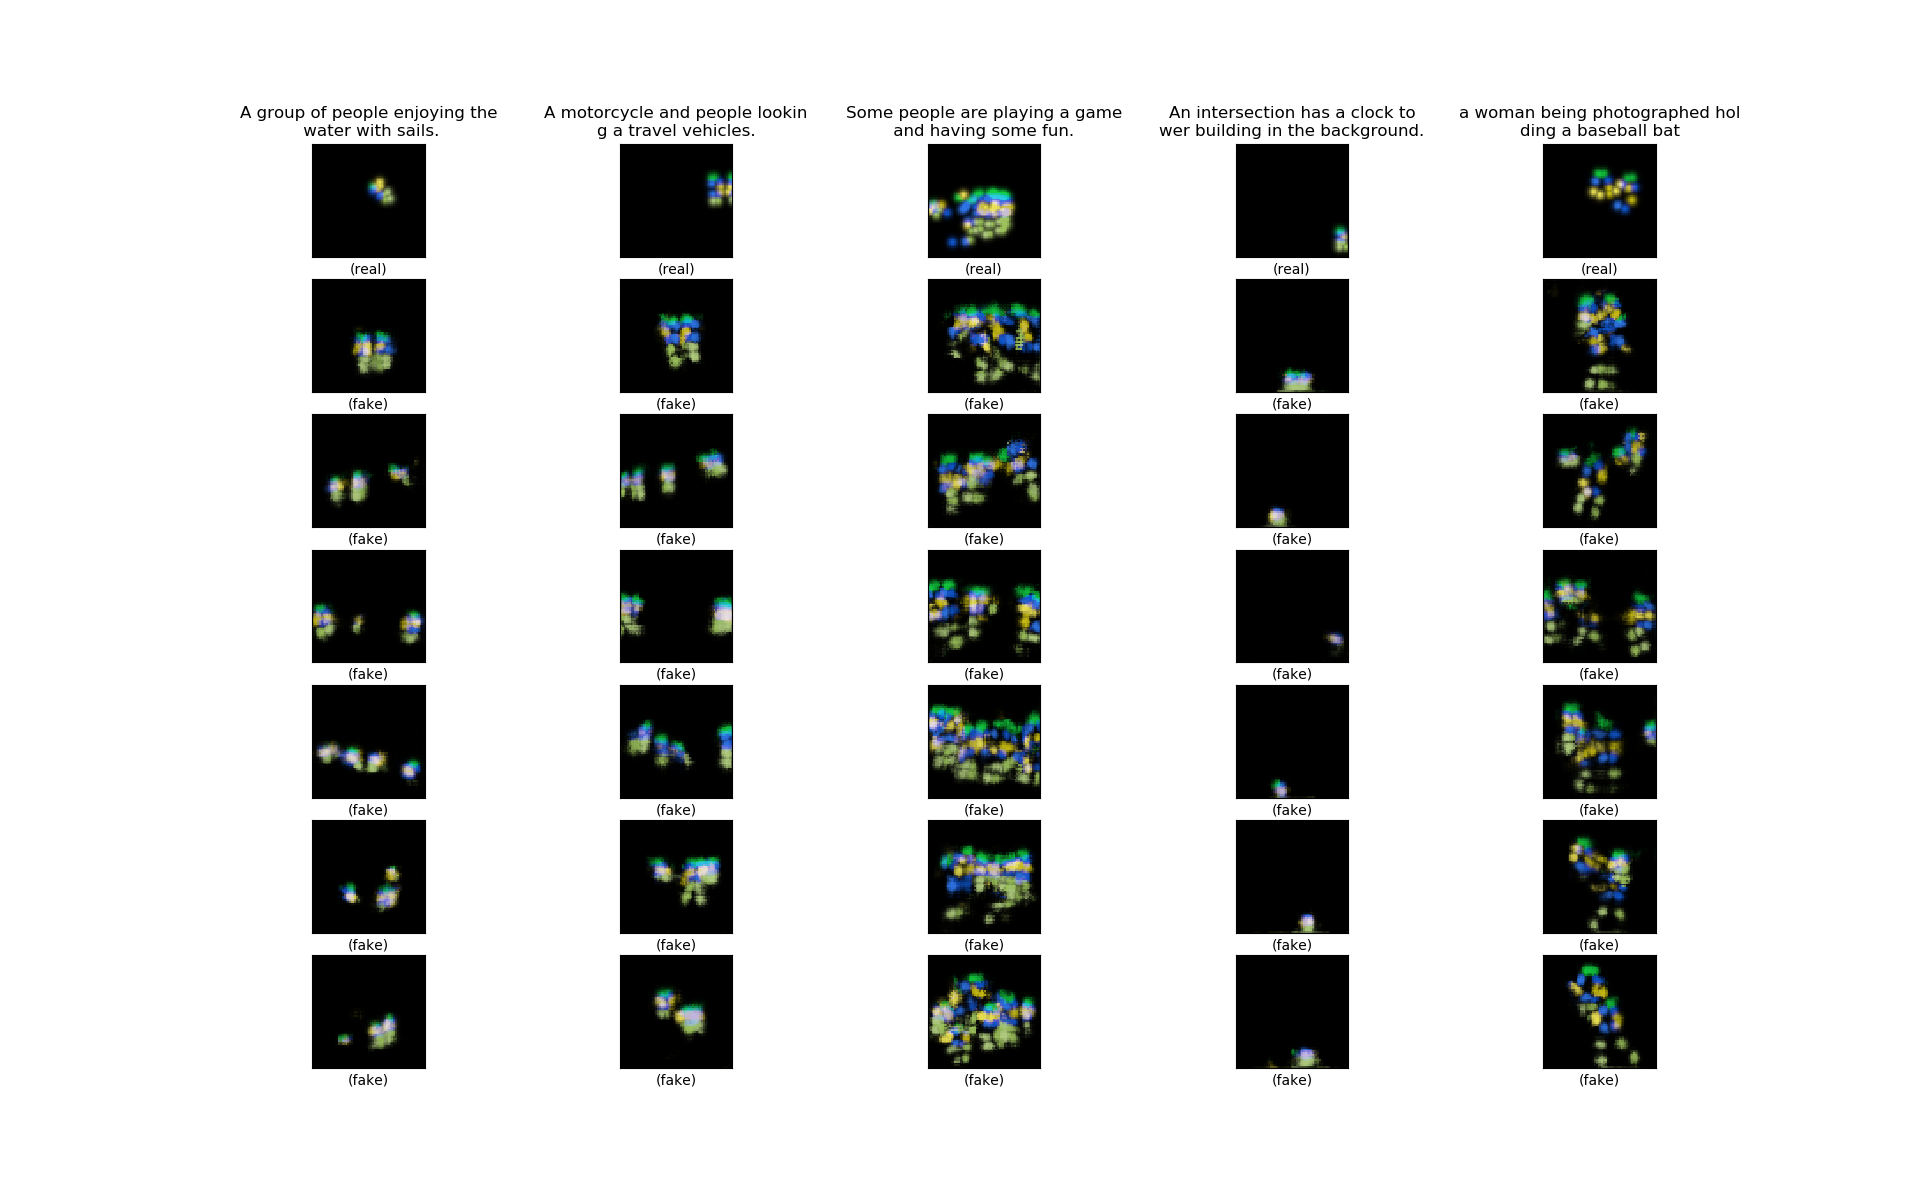 A group of people enjoying the
water with sails.
A motorcycle and people lookin
g a travel vehicles.
Some people are playing a game
and having some fun.
An intersection has a clock to
wer building in the background.
a woman being photographed hol
ding a baseball bat
(real) (real) (real) (real) (real)
(fake) (fake) (fake) (fake) (fake)
(fake) (fake) (fake) (fake) (fake)
(fake) (fake) (fake) (fake) (fake)
(fake) (fake) (fake) (fake) (fake)
(fake) (fake) (fake) (fake) (fake)
(fake) (fake) (fake) (fake) (fake)